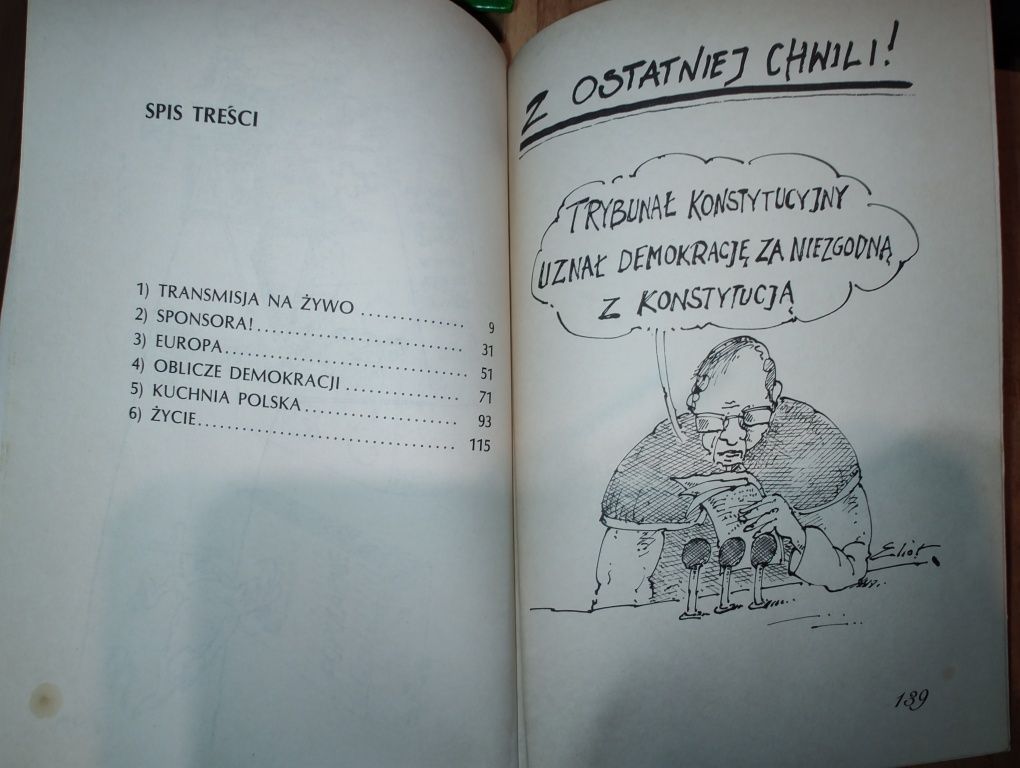 SPIS TREŚCI
1) TRANSMISJA NA ŻYWO .............. 9
2) SPONSORA!........................... 31
3) EUROPA................................ 51
4) OBLICZE DEMOKRACJI............... 71
5) KUCHNIA POLSKA.................... 93
6) ŻYCIE................................... 115
Z OSTATNIEJ CHWILI!
TRYBUNAŁ KONSTYTUCYJNY
UZNAŁ DEMOKRACJĘ ZA NIEZGODNĄ
Z KONSTYTUCJĄ
Eliot
139